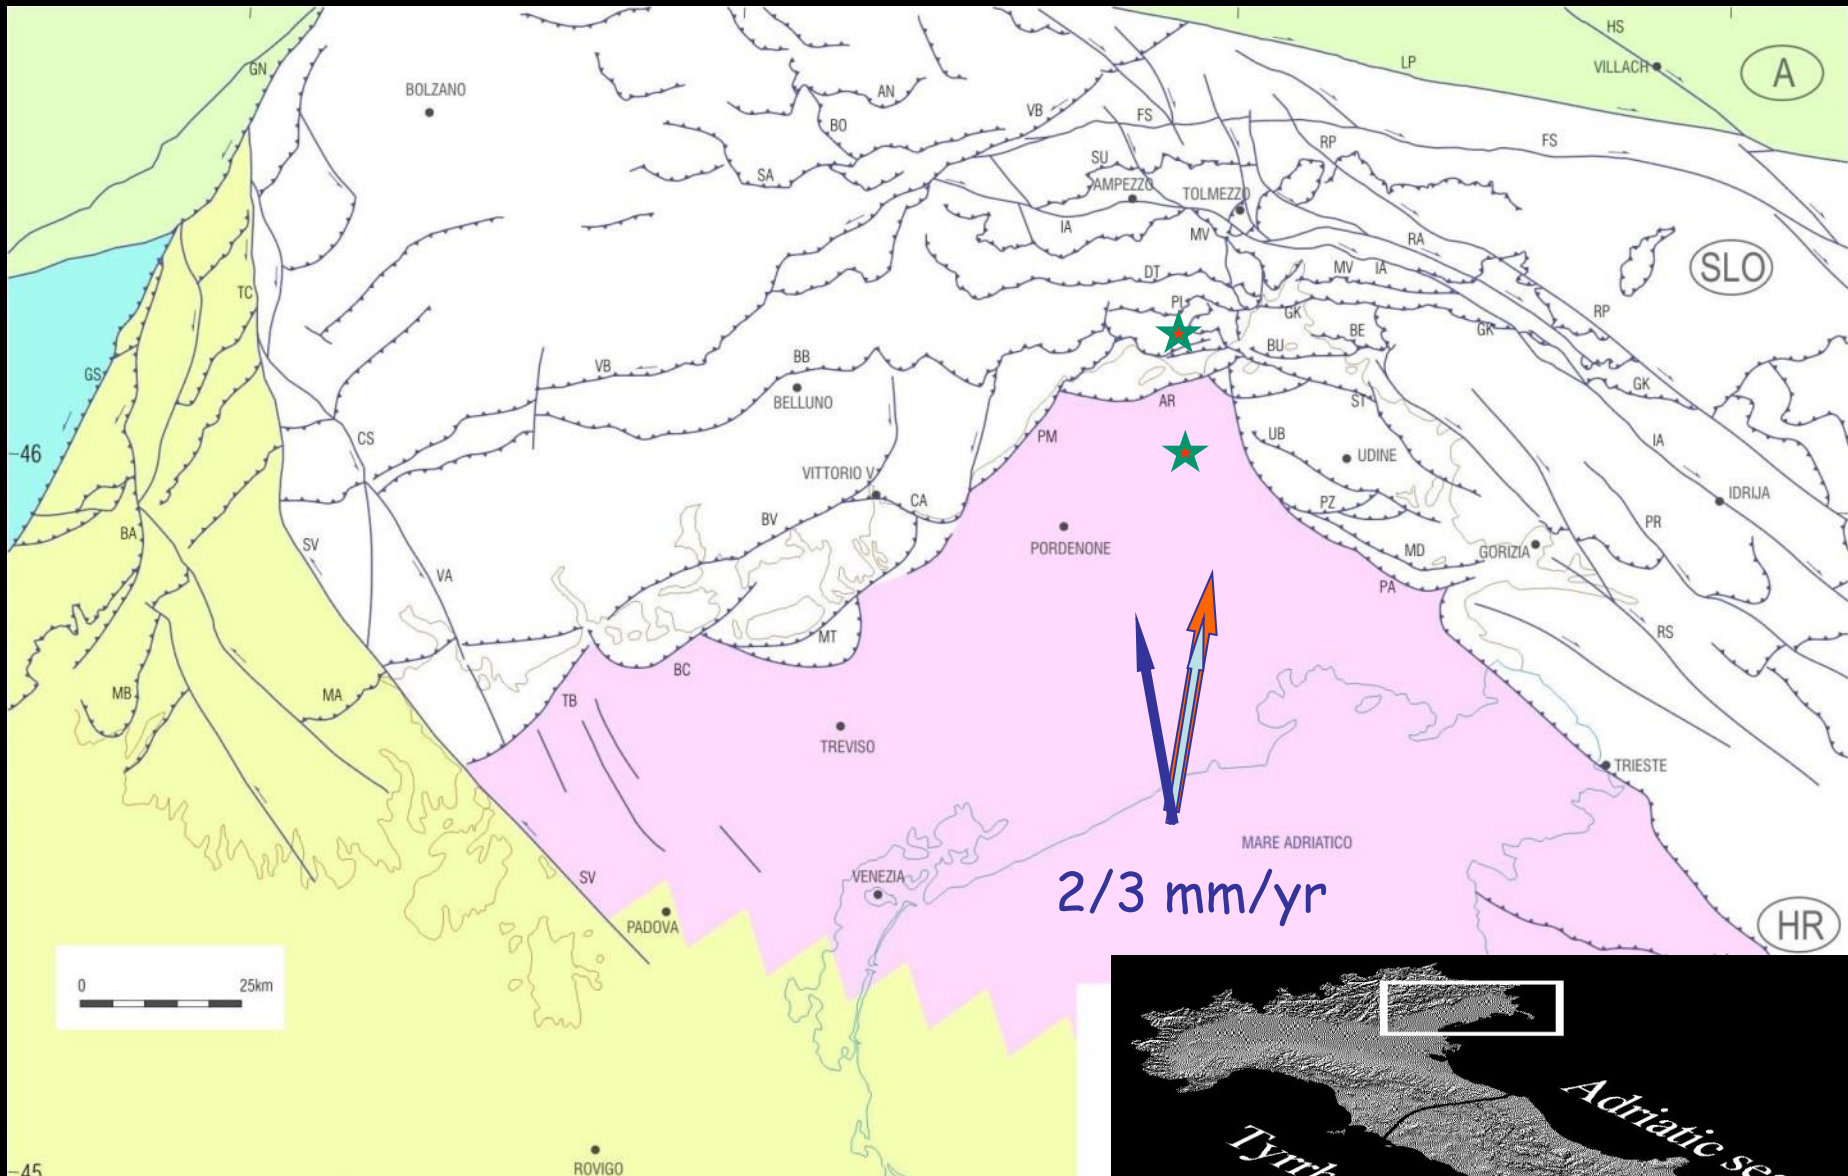 HS
GN
LP
VILLACH
A
BOLZANO
AN
VB
FS
BO
RP
FS
SU
SA
AMPEZZO
TOLMEZZO
IA
MV
RA
SLO
DT
MV
IA
TC
PI
GK
RP
BE
GK
BU
BB
VB
GS
GK
BELLUNO
AR
ST
PM
UB
CS
IA
46
UDINE
VITTORIO V.
CA
IDRIJA
PZ
BV
PR
BA
SV
PORDENONE
MD
GORIZIA
VA
PA
RS
MT
BC
MB
MA
TB
TREVISO
TRIESTE
MARE ADRIATICO
SV
VENEZIA
2/3 mm/yr
PADOVA
HR
0
25km
Adriatic sea
45
ROVIGO